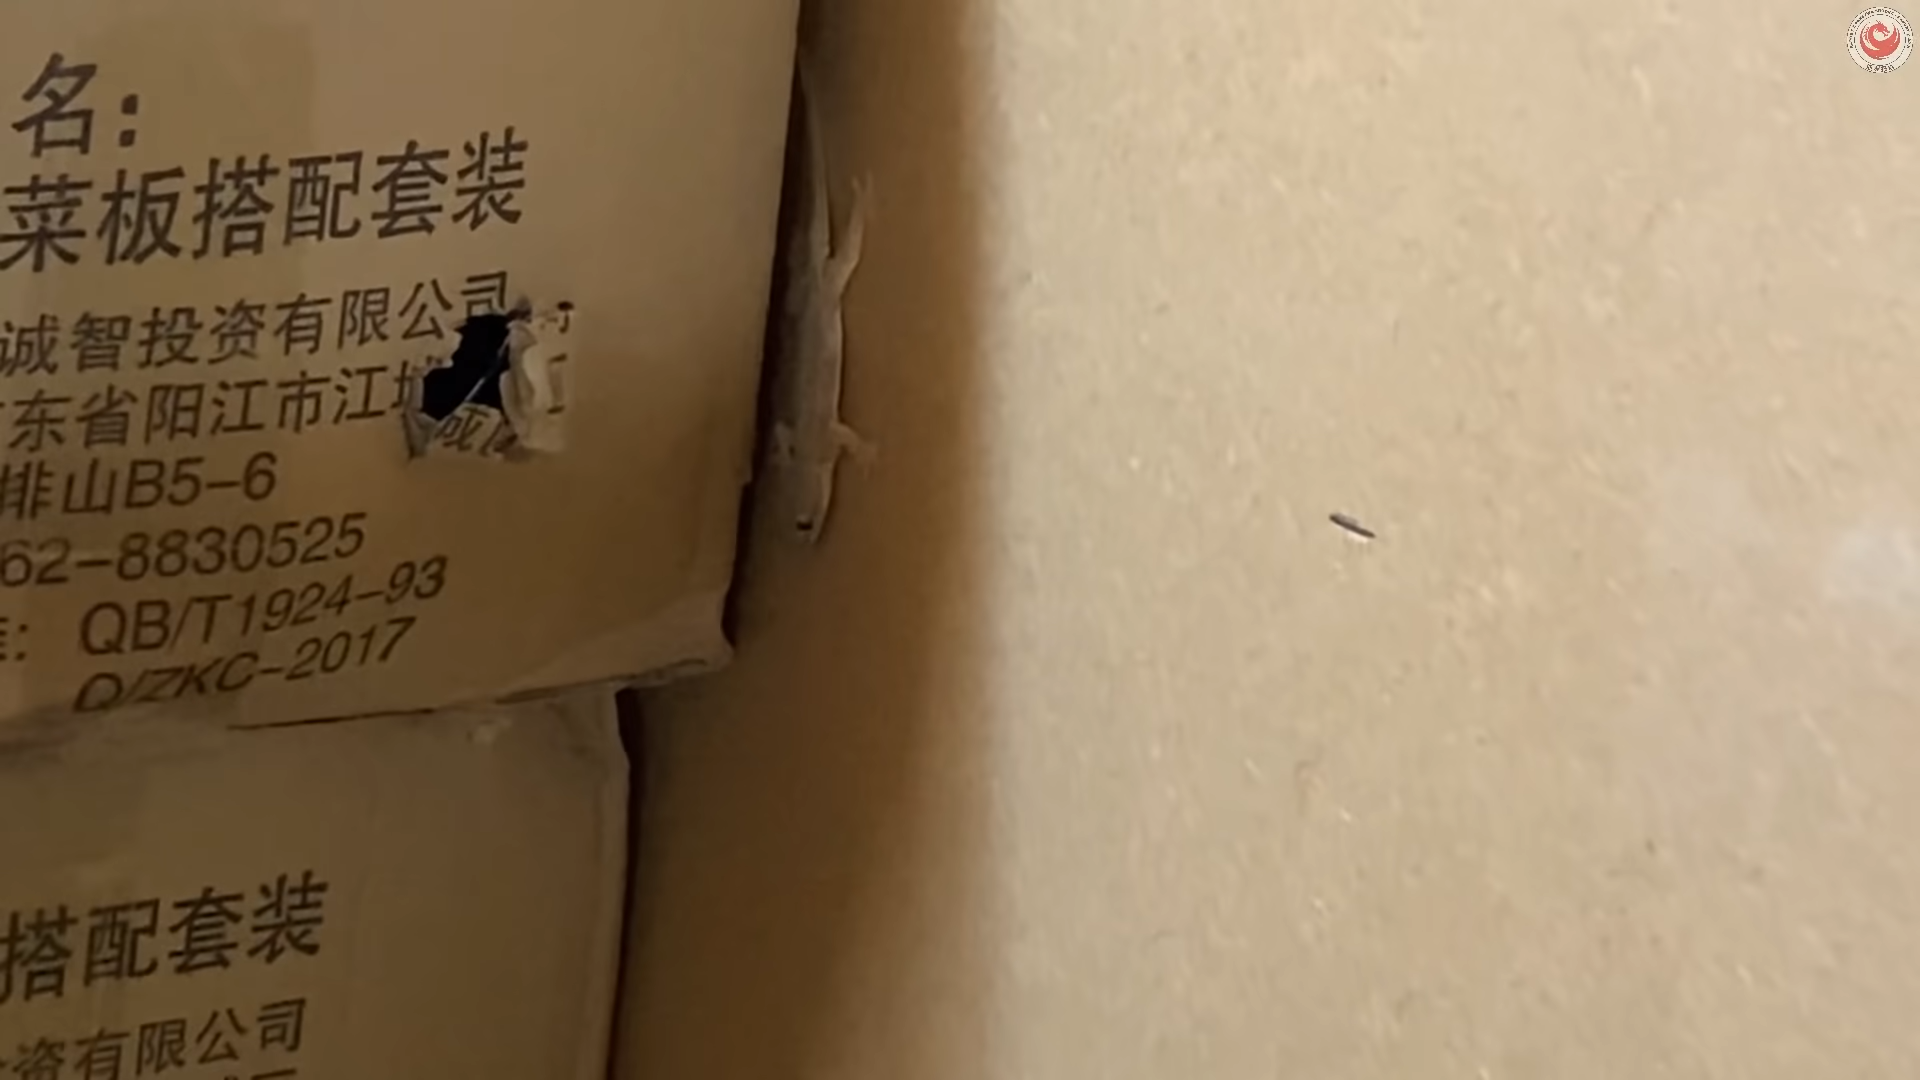 名：
菜板搭配套装
诚智投资有限公司
东省阳江市江城
排山B5-6
62-8830525
准： QB/T1924-93
Q/ZKC-2017
搭配套装
资有限公司